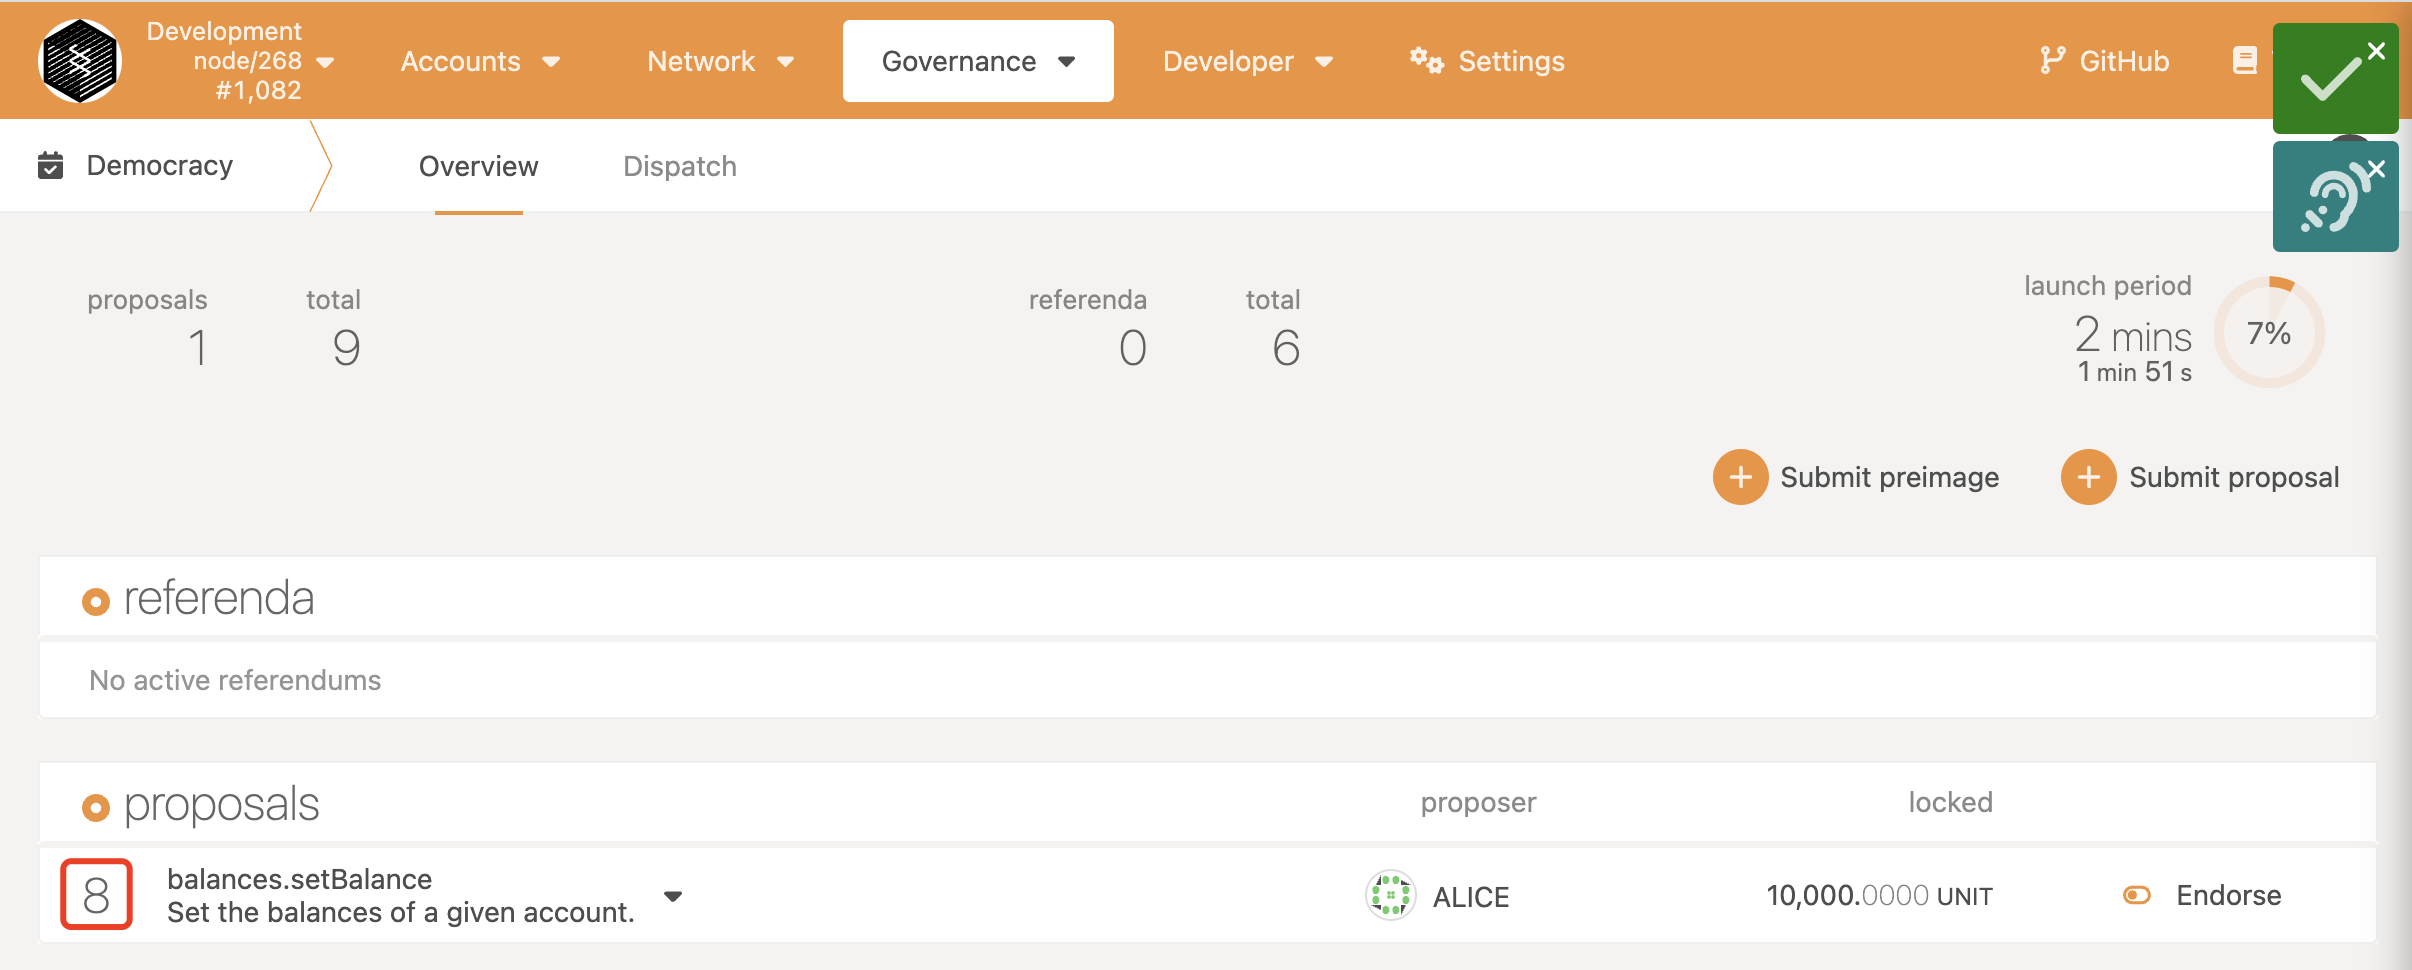 Development
node/268
#1,082
Accounts
Network
Governance
Developer
Settings
GitHub
Democracy
Overview
Dispatch
proposals
1
total
9
referenda
0
total
6
launch period
2 mins
1 min 51 s
7%
Submit preimage
Submit proposal
referenda
No active referendums
proposals
proposer
locked
8
balances.setBalance
Set the balances of a given account.
ALICE
10,000.0000 UNIT
Endorse